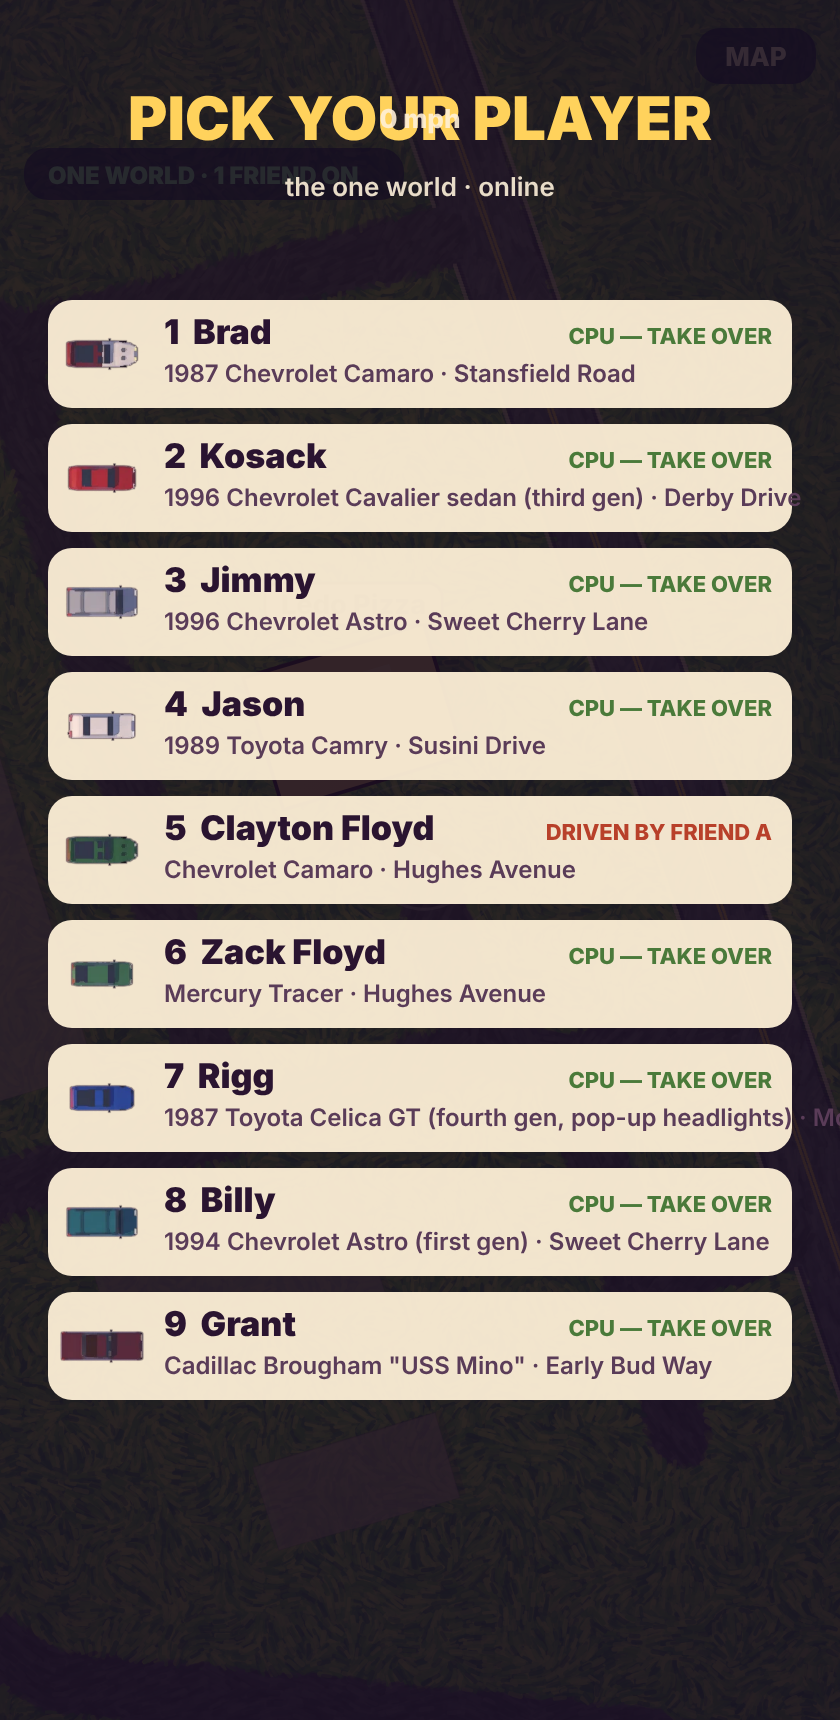 MAP
PICK YOUR PLAYER
0 mph
ONE WORLD · 1 FRIEND ON
the one world · online
1 Brad
CPU — TAKE OVER
1987 Chevrolet Camaro · Stansfield Road
2 Kosack
CPU — TAKE OVER
1996 Chevrolet Cavalier sedan (third gen) · Derby Drive
3 Jimmy
CPU — TAKE OVER
1996 Chevrolet Astro · Sweet Cherry Lane
4 Jason
CPU — TAKE OVER
1989 Toyota Camry · Susini Drive
5 Clayton Floyd
DRIVEN BY FRIEND A
Chevrolet Camaro · Hughes Avenue
6 Zack Floyd
CPU — TAKE OVER
Mercury Tracer · Hughes Avenue
7 Rigg
CPU — TAKE OVER
1987 Toyota Celica GT (fourth gen, pop-up headlights) ·
8 Billy
CPU — TAKE OVER
1994 Chevrolet Astro (first gen) · Sweet Cherry Lane
9 Grant
CPU — TAKE OVER
Cadillac Brougham "USS Mino" · Early Bud Way